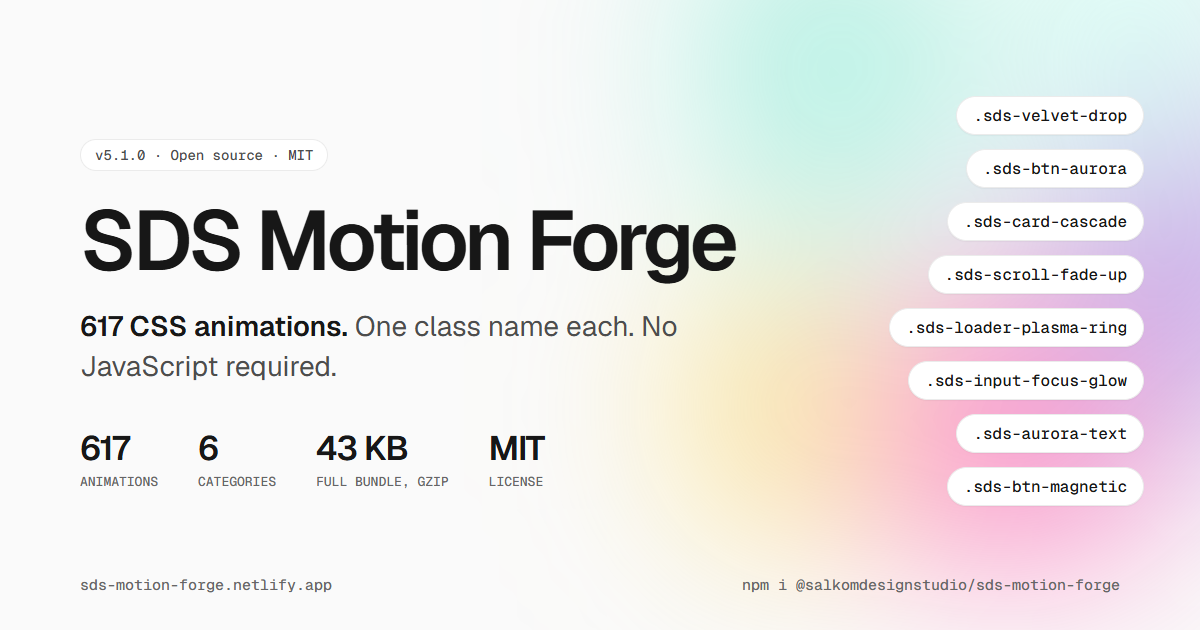 v5.1.0 · Open source · MIT
SDS Motion Forge
617 CSS animations. One class name each. No
JavaScript required.
617
ANIMATIONS
6
CATEGORIES
43 KB
FULL BUNDLE, GZIP
MIT
LICENSE
.sds-velvet-drop
.sds-btn-aurora
.sds-card-cascade
.sds-scroll-fade-up
.sds-loader-plasma-ring
.sds-input-focus-glow
.sds-aurora-text
.sds-btn-magnetic
sds-motion-forge.netlify.app
npm i @salkomdesignstudio/sds-motion-forge